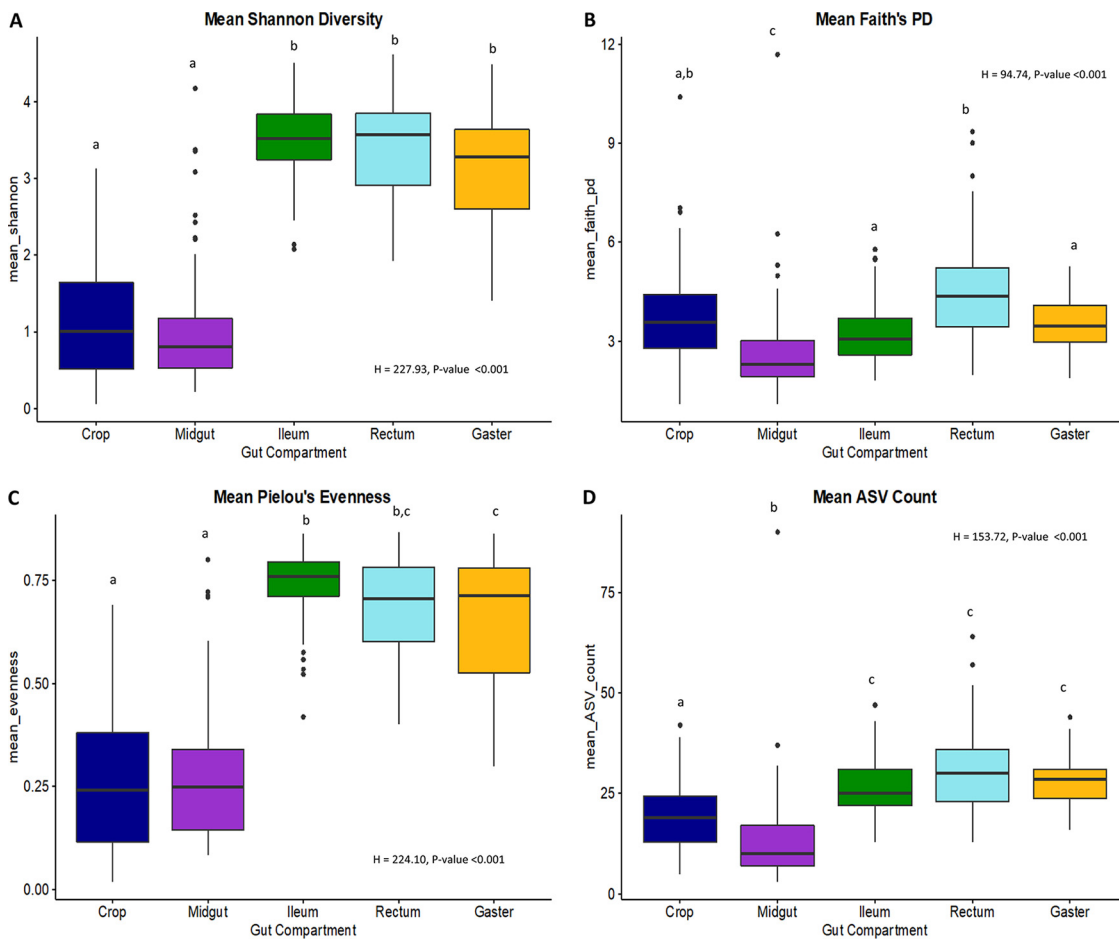 A
Mean Shannon Diversity
a
a
b
b
b
mean_shannon
4
3
2
1
0
H = 227.93, P-value <0.001
Crop Midgut Ileum Rectum Gaster
Gut Compartment
B
Mean Faith's PD
a,b
c
a
b
a
H = 94.74, P-value <0.001
mean_faith_pd
12
9
6
3
Crop Midgut Ileum Rectum Gaster
Gut Compartment
C
Mean Pielou's Evenness
a
a
b
b,c
c
mean_evenness
0.75
0.50
0.25
0.00
H = 224.10, P-value <0.001
Crop Midgut Ileum Rectum Gaster
Gut Compartment
D
Mean ASV Count
a
b
c
c
c
H = 153.72, P-value <0.001
mean_ASV_count
75
50
25
0
Crop Midgut Ileum Rectum Gaster
Gut Compartment